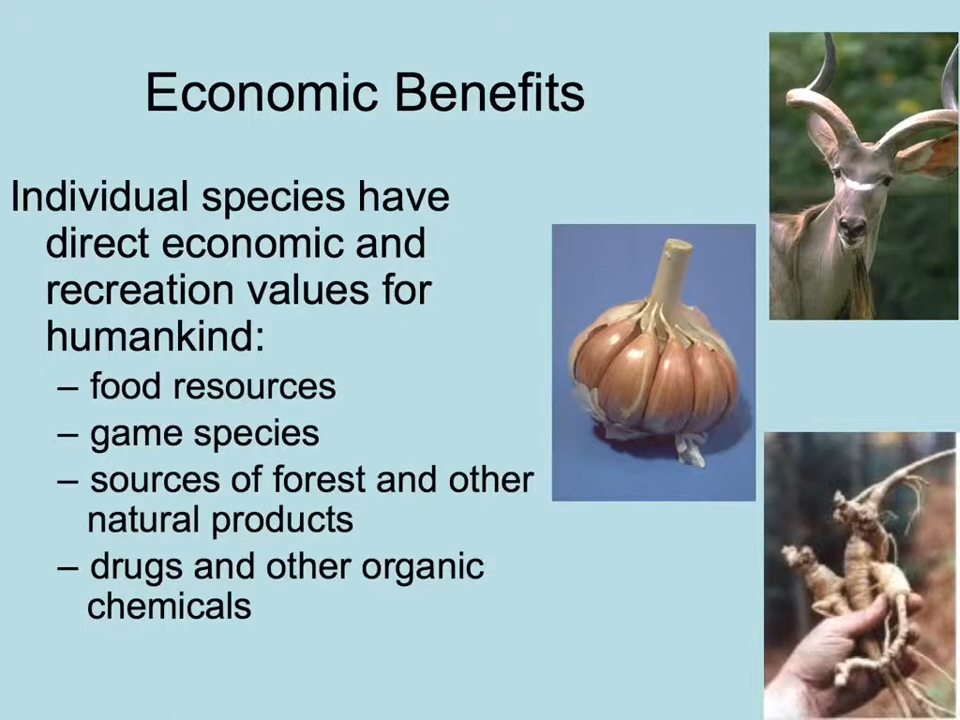 Economic Benefits
Individual species have
direct economic and
recreation values for
humankind:
– food resources
– game species
– sources of forest and other
natural products
– drugs and other organic
chemicals